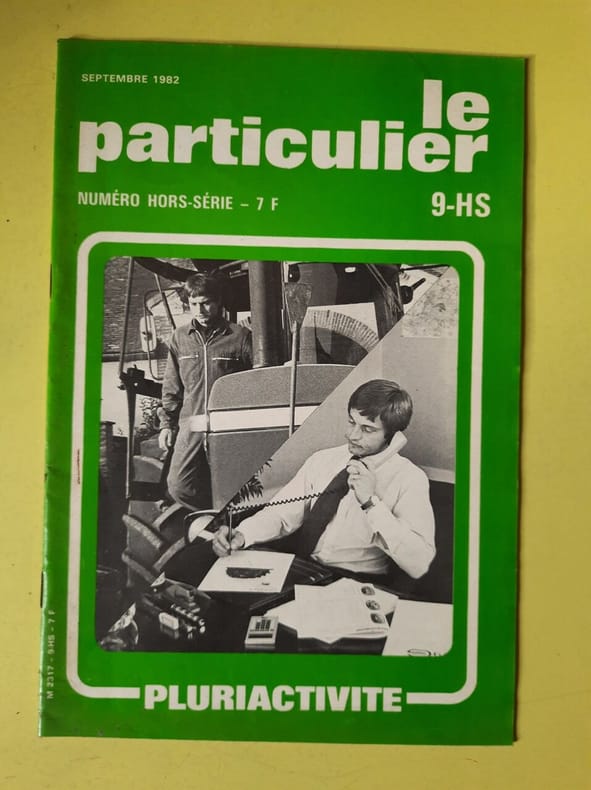 SEPTEMBRE 1982
le
particulier
NUMÉRO HORS-SÉRIE – 7 F
9-HS
PLURIACTIVITE
M 2317 - 9-HS - 7 F